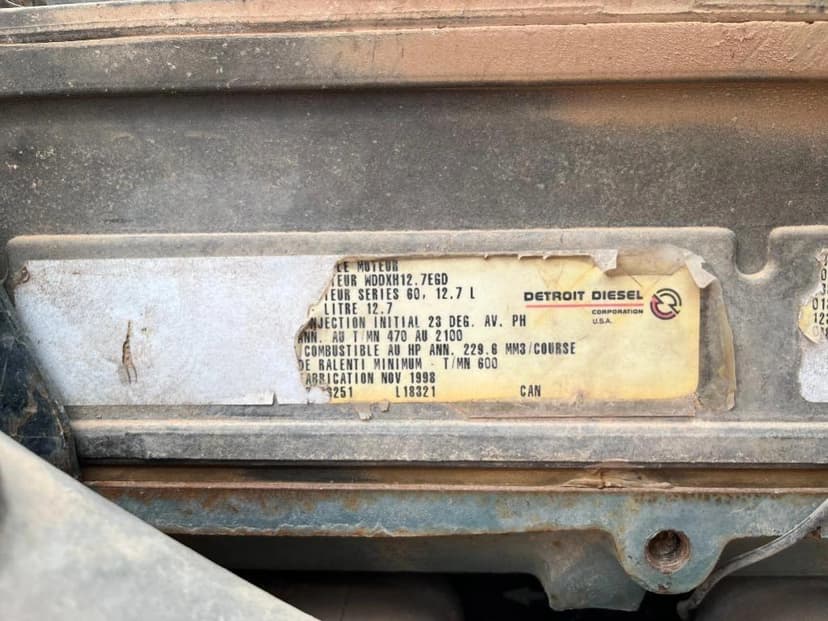 LE MOTEUR
TEUR WDDXH12.7EGD
TEUR SERIES 60, 12.7 L
LITRE 12.7
NJECTION INITIAL 23 DEG. AV. PH
ANN. AU T/MN 470 AU 2100
COMBUSTIBLE AU HP ANN. 229.6 MM3/COURSE
DE RALENTI MINIMUM - T/MN 600
FABRICATION NOV 1998
3251 L18321 CAN
DETROIT DIESEL
CORPORATION
U.S.A.